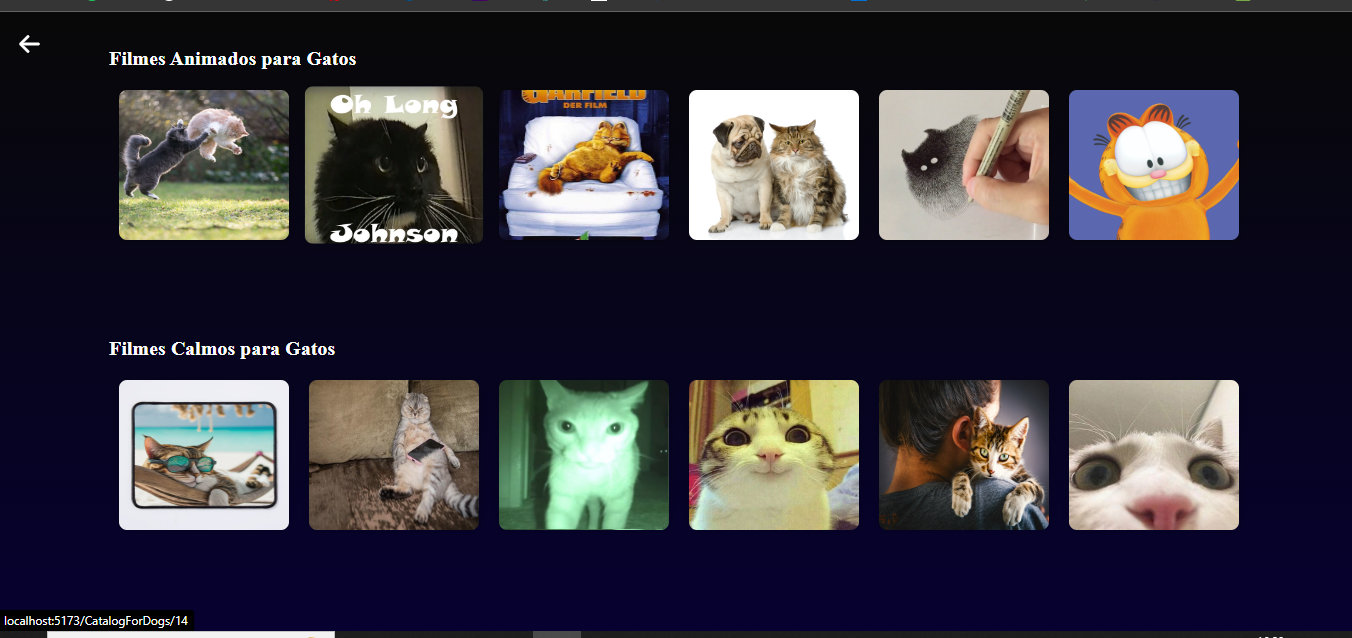 Filmes Animados para Gatos
Oh Long
Johnson
GARFIELD
DER FILM
Filmes Calmos para Gatos
localhost:5173/CatalogForDogs/14